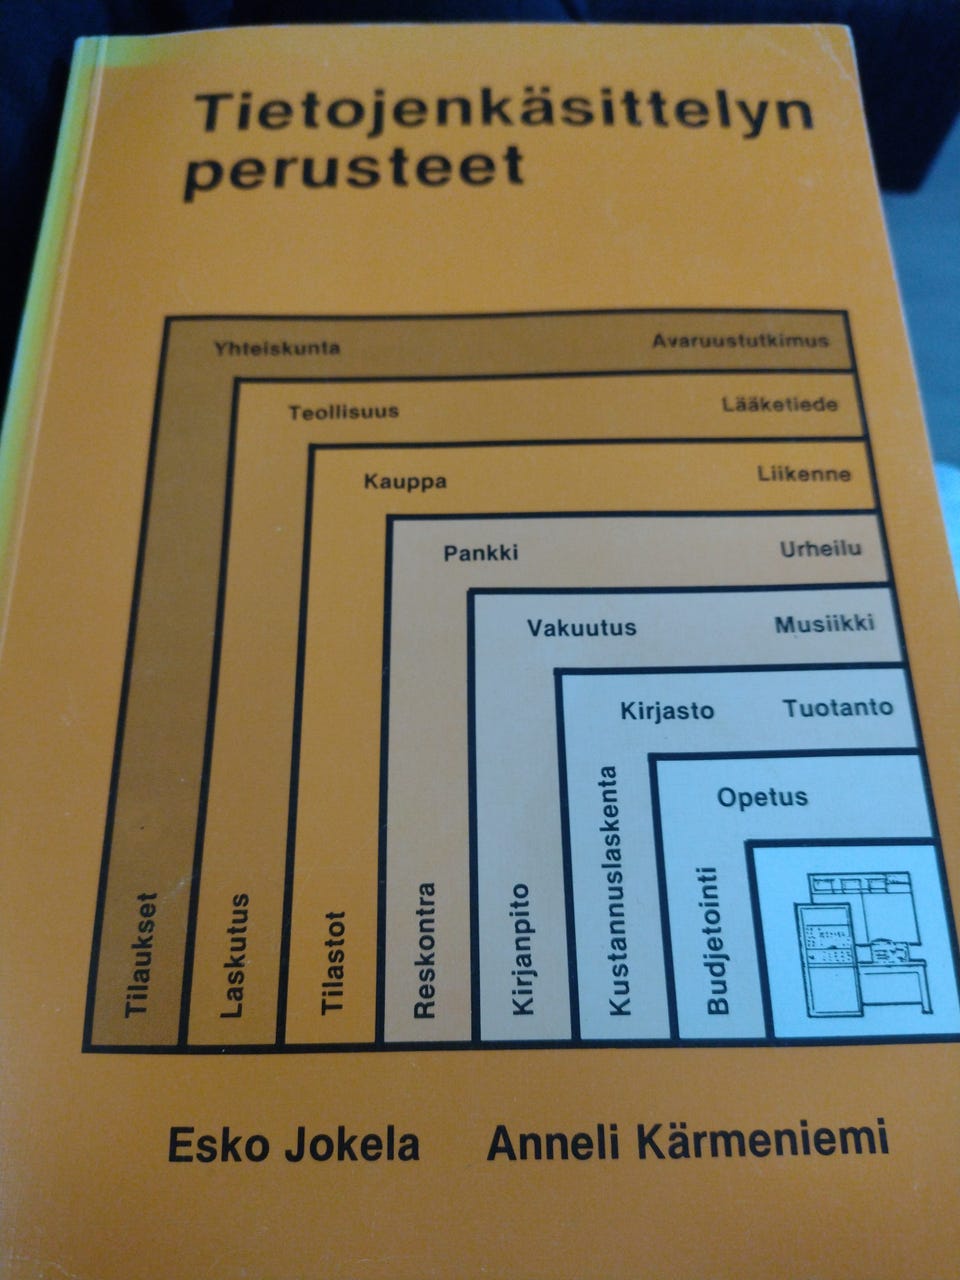 Tietojenkäsittelyn
perusteet
Yhteiskunta Avaruustutkimus
Teollisuus Lääketiede
Kauppa Liikenne
Pankki Urheilu
Vakuutus Musiikki
Kirjasto Tuotanto
Opetus
Tilaukset
Laskutus
Tilastot
Reskontra
Kirjanpito
Kustannuslaskenta
Budjetointi
Esko Jokela Anneli Kärmeniemi